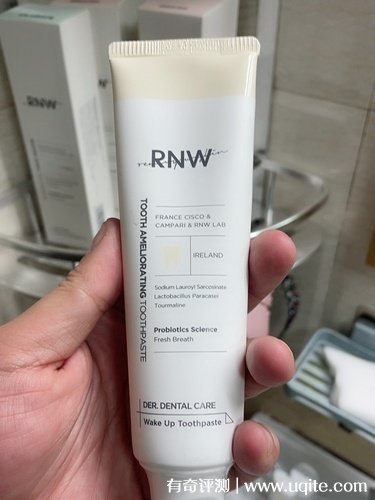 RNW
RNW
FRANCE CISCO &
CAMPARI & RNW LAB
IRELAND
TOOTH AMELIORATING TOOTHPASTE
Sodium Lauroyl Sarcosinate
Lactobacillus Paracasei
Tourmaline
Probiotics Science
Fresh Breath
DER. DENTAL CARE
Wake Up Toothpaste
有奇评测 | www.uqite.com